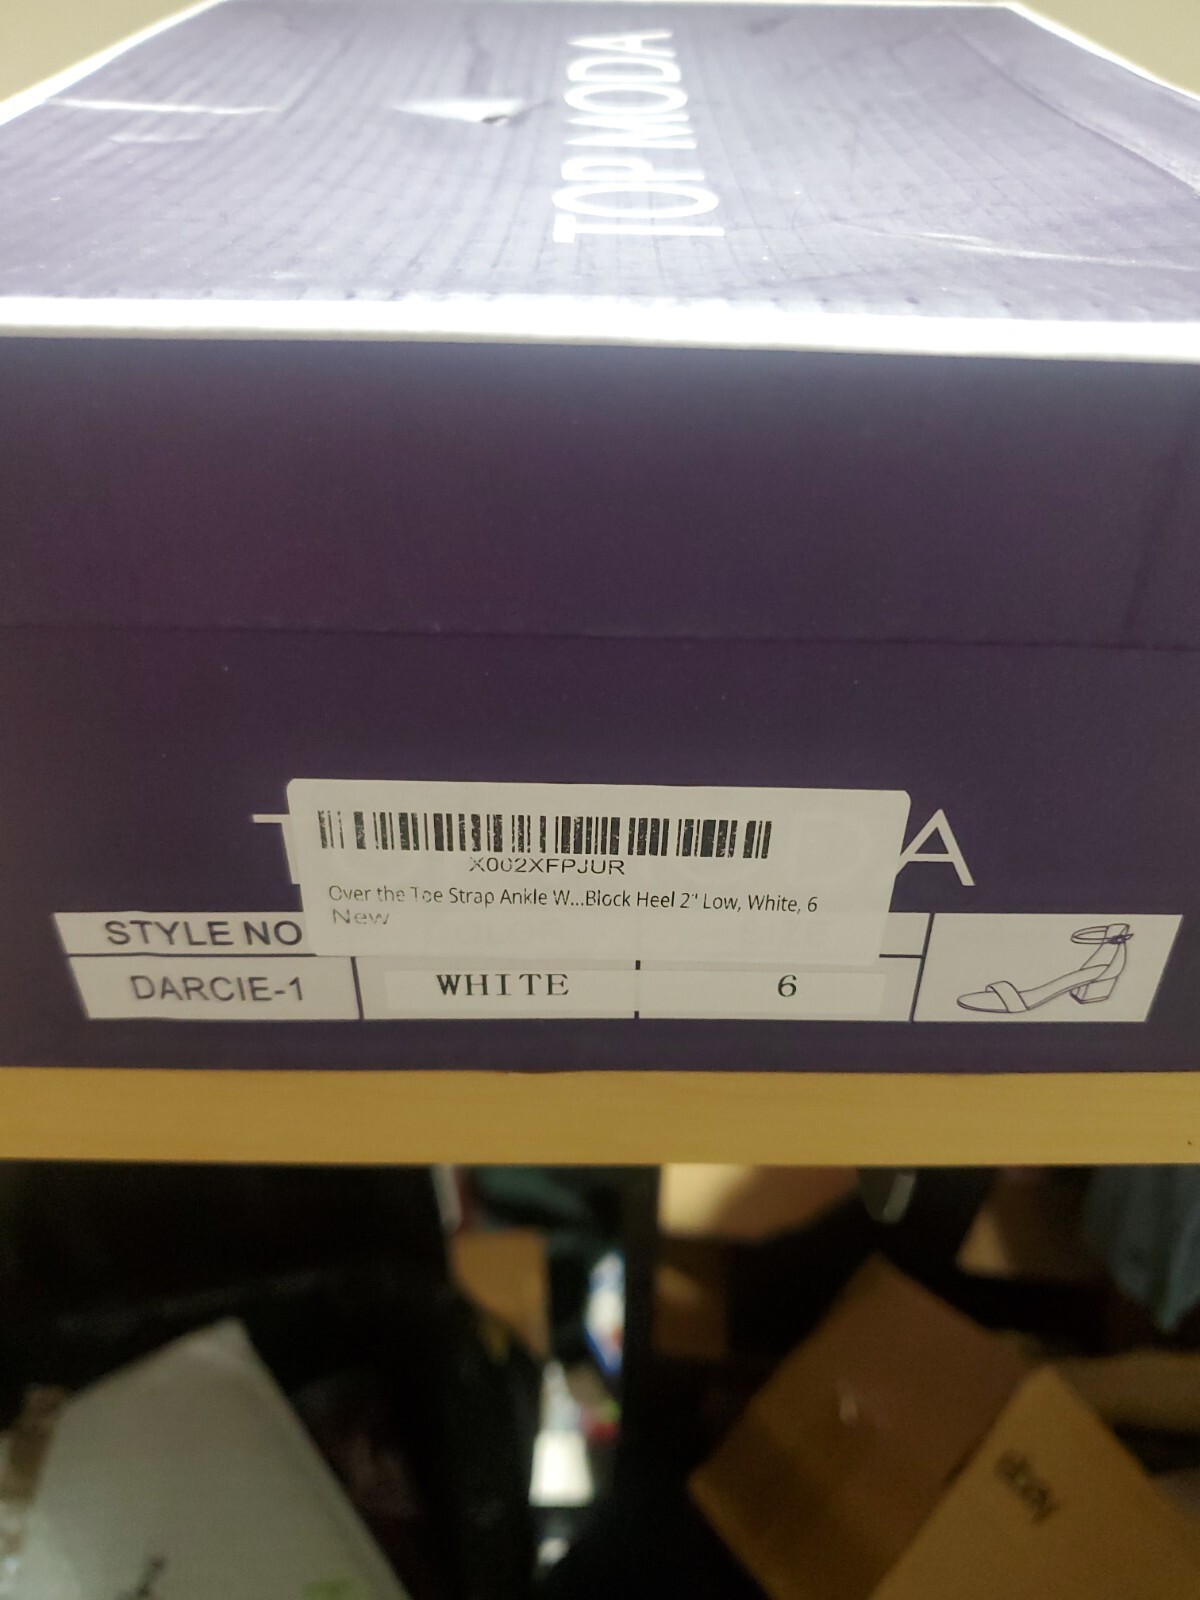 TOP MODA
X002XFPJUR
Over the Toe Strap Ankle W...Block Heel 2" Low, White, 6
New
STYLE NO
DARCIE-1 WHITE 6
ebay